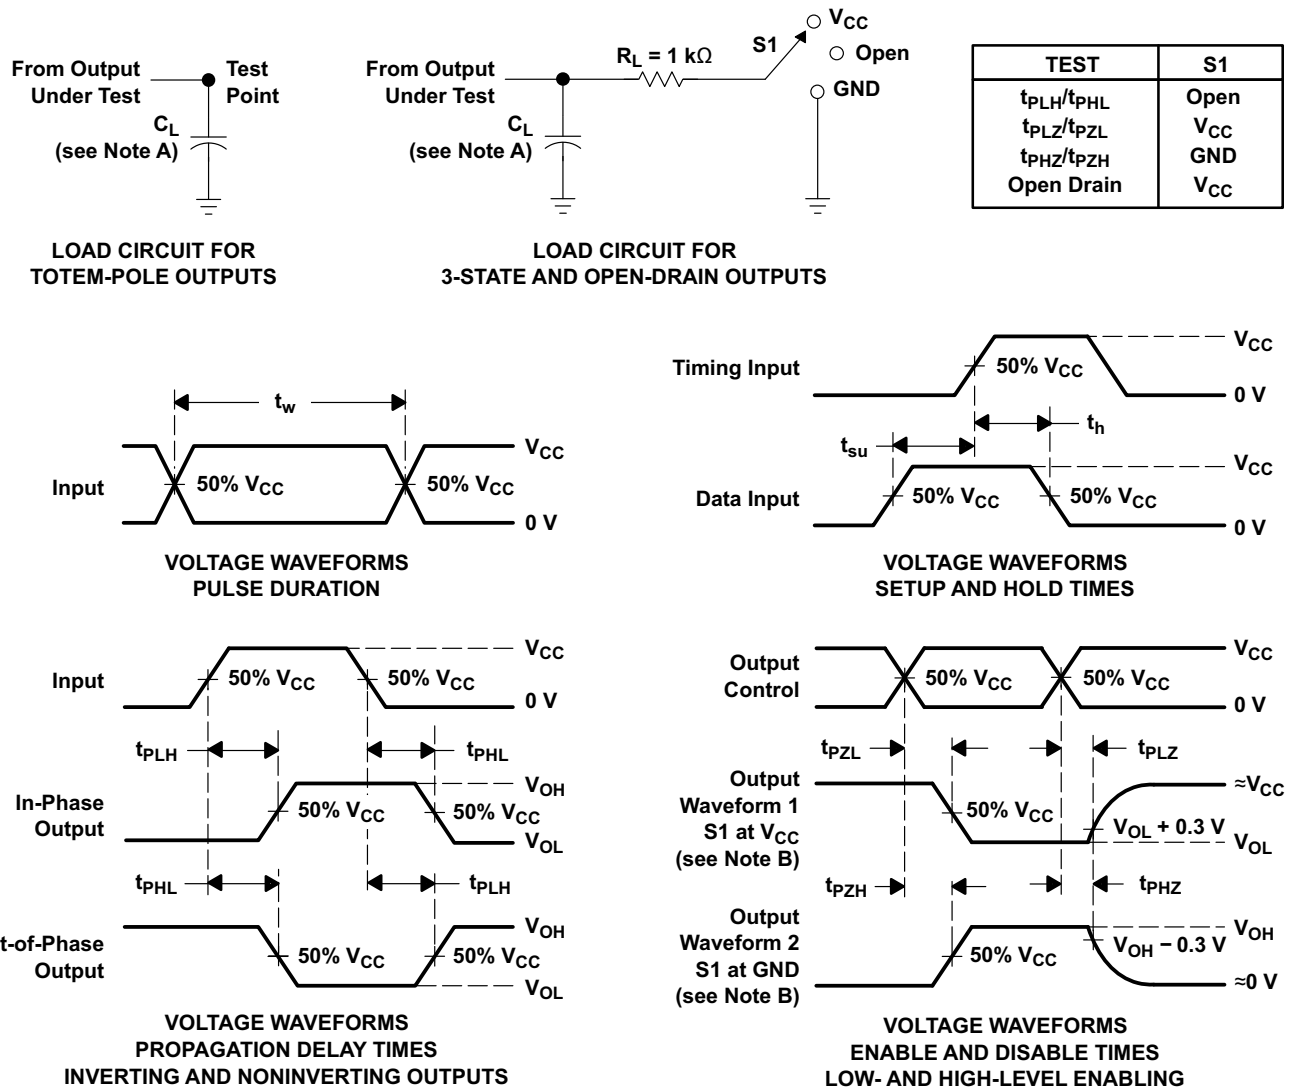 From Output
Under Test
Test
Point
CL
(see Note A)
LOAD CIRCUIT FOR
TOTEM-POLE OUTPUTS
From Output
Under Test
RL = 1 kΩ
S1
VCC
Open
GND
CL
(see Note A)
LOAD CIRCUIT FOR
3-STATE AND OPEN-DRAIN OUTPUTS
TEST S1
tPLH/tPHL Open
tPLZ/tPZL VCC
tPHZ/tPZH GND
Open Drain VCC
tw
Input
50% VCC
50% VCC
VCC
0 V
VOLTAGE WAVEFORMS
PULSE DURATION
Timing Input
50% VCC
VCC
0 V
tsu
th
Data Input
50% VCC
50% VCC
VCC
0 V
VOLTAGE WAVEFORMS
SETUP AND HOLD TIMES
Input
50% VCC
50% VCC
VCC
0 V
tPLH
tPHL
In-Phase
Output
50% VCC
50% VCC
VOH
VOL
tPHL
tPLH
t-of-Phase
Output
50% VCC
50% VCC
VOH
VOL
VOLTAGE WAVEFORMS
PROPAGATION DELAY TIMES
INVERTING AND NONINVERTING OUTPUTS
Output
Control
50% VCC
50% VCC
VCC
0 V
tPZL
tPLZ
Output
Waveform 1
S1 at VCC
(see Note B)
50% VCC
≈VCC
VOL + 0.3 V
VOL
tPZH
tPHZ
Output
Waveform 2
S1 at GND
(see Note B)
50% VCC
VOH
VOH − 0.3 V
≈0 V
VOLTAGE WAVEFORMS
ENABLE AND DISABLE TIMES
LOW- AND HIGH-LEVEL ENABLING